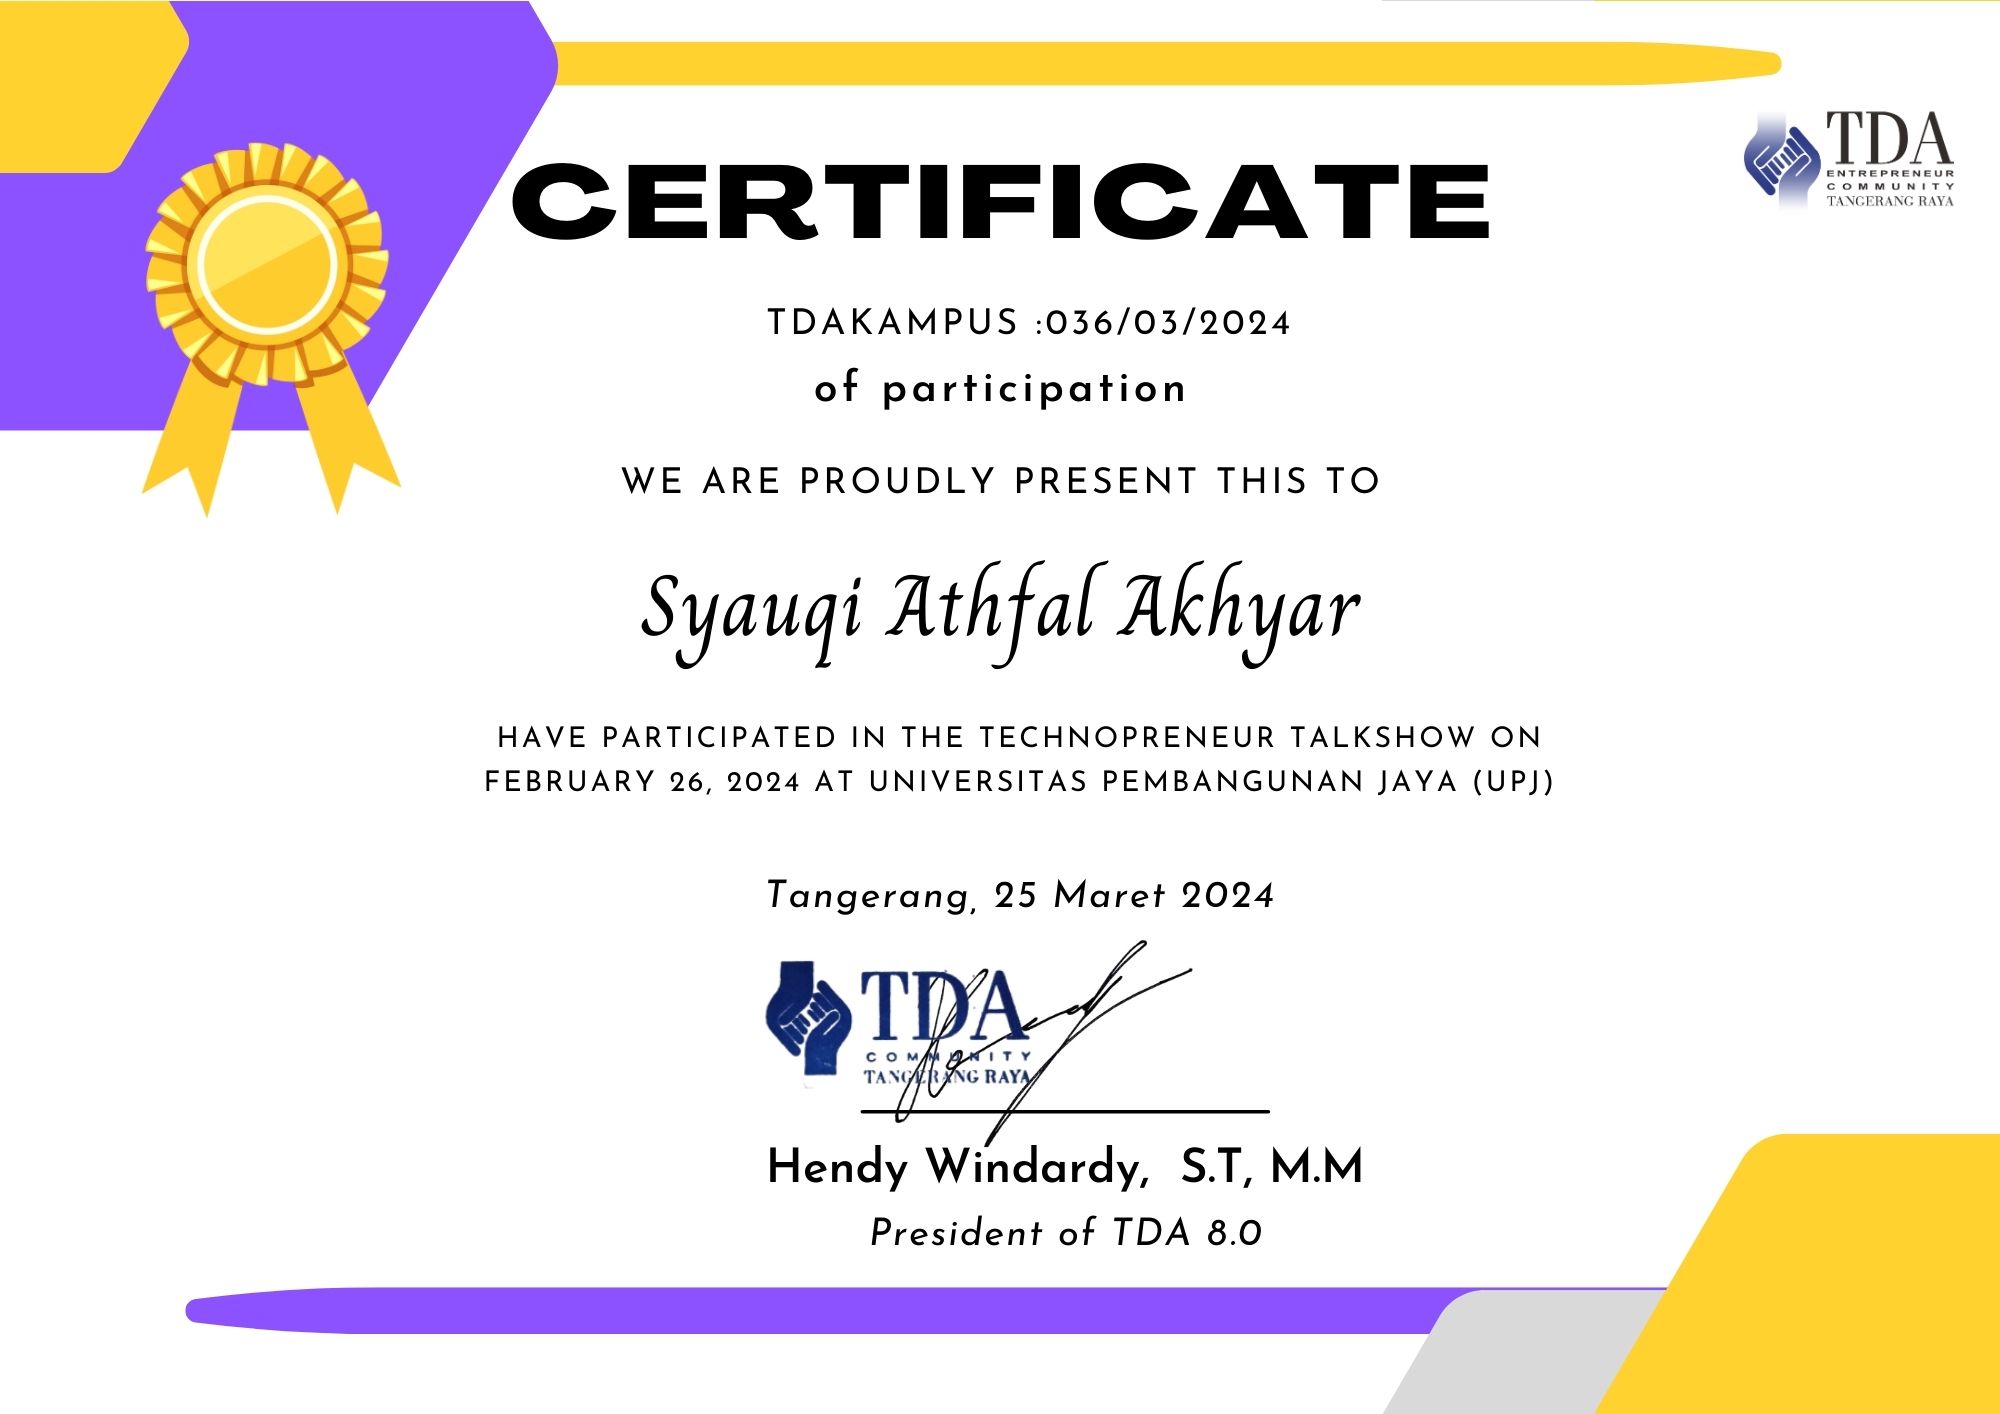 TDA
ENTREPRENEUR
COMMUNITY
TANGERANG RAYA
CERTIFICATE
TDAKAMPUS :036/03/2024
of participation
WE ARE PROUDLY PRESENT THIS TO
Syauqi Athfal Akhyar
HAVE PARTICIPATED IN THE TECHNOPRENEUR TALKSHOW ON
FEBRUARY 26, 2024 AT UNIVERSITAS PEMBANGUNAN JAYA (UPJ)
Tangerang, 25 Maret 2024
TDA
COMMUNITY
TANGERANG RAYA
Hendy Windardy, S.T, M.M
President of TDA 8.0